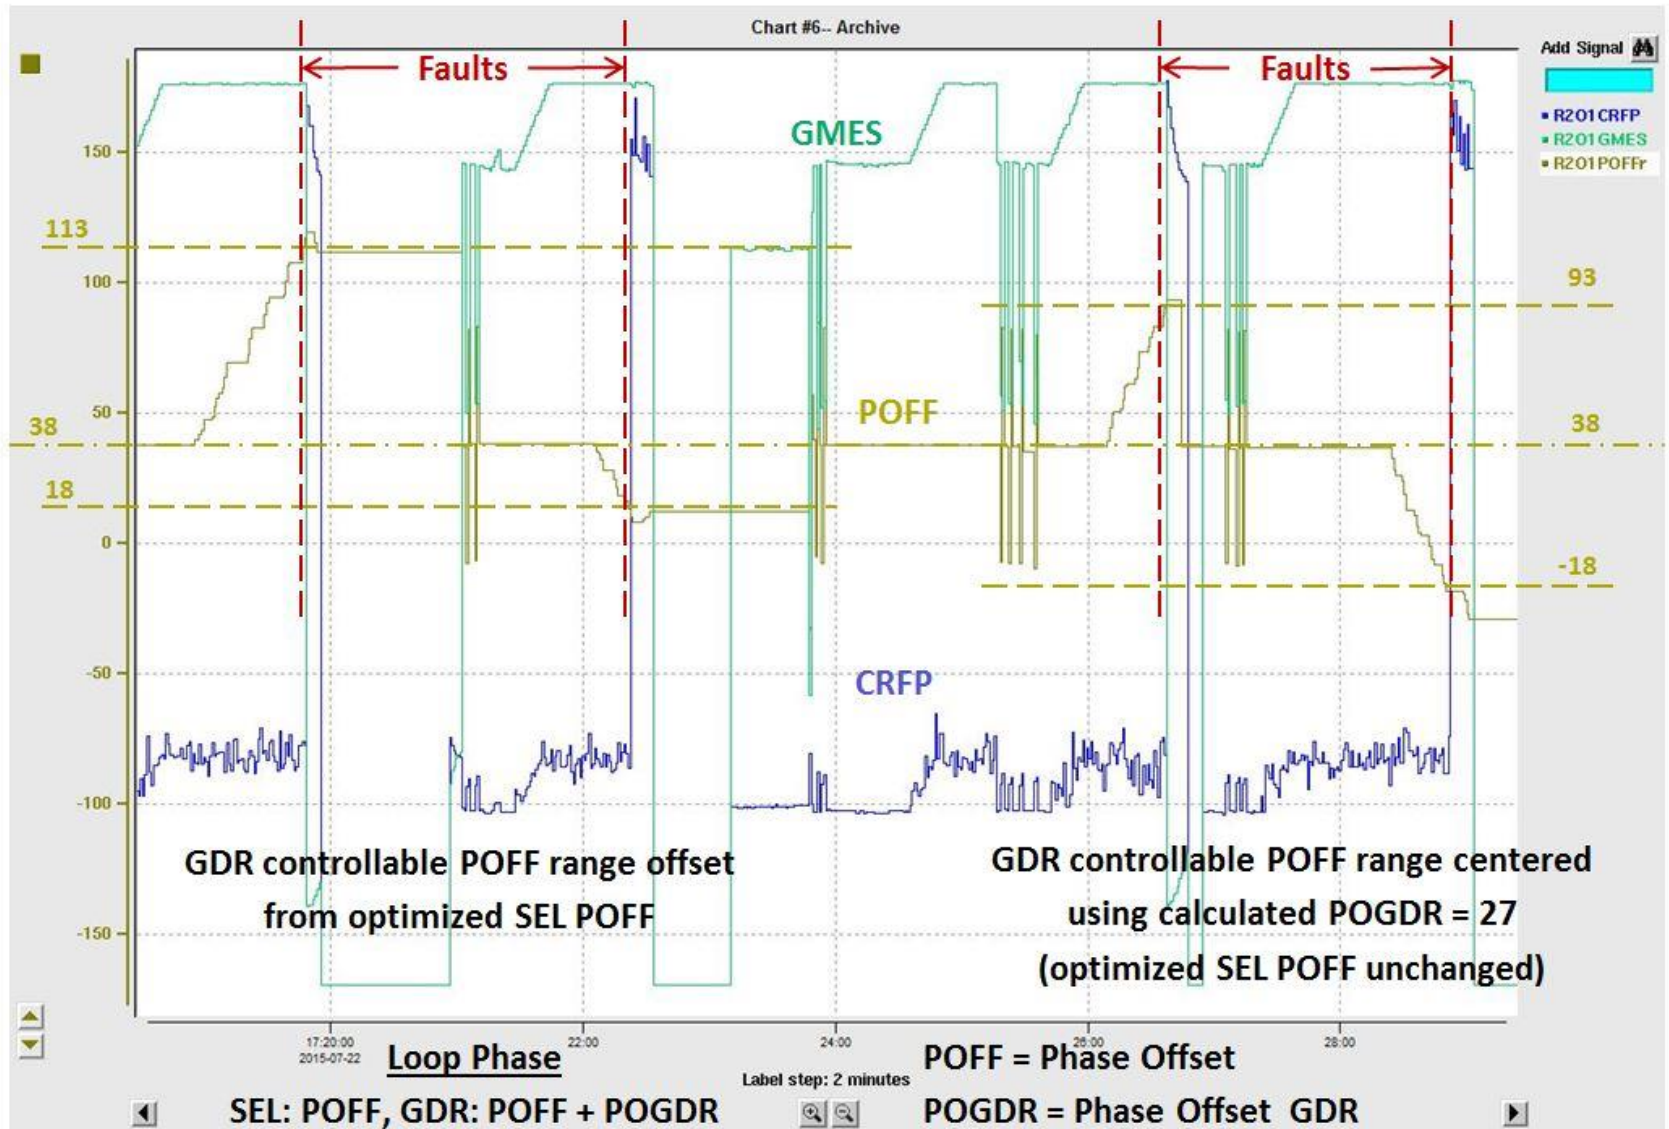 Chart #6-- Archive
Add Signal
R2O1CRFP
R2O1GMES
R2O1POFFr
Faults
Faults
GMES
150
113
100
93
POFF
50
38
38
18
0
-18
-50
CRFP
-100
GDR controllable POFF range offset
from optimized SEL POFF
GDR controllable POFF range centered
using calculated POGDR = 27
(optimized SEL POFF unchanged)
-150
17:20:00
2015-07-22
22:00
24:00
26:00
28:00
Loop Phase
POFF = Phase Offset
Label step: 2 minutes
SEL: POFF, GDR: POFF + POGDR
POGDR = Phase Offset GDR